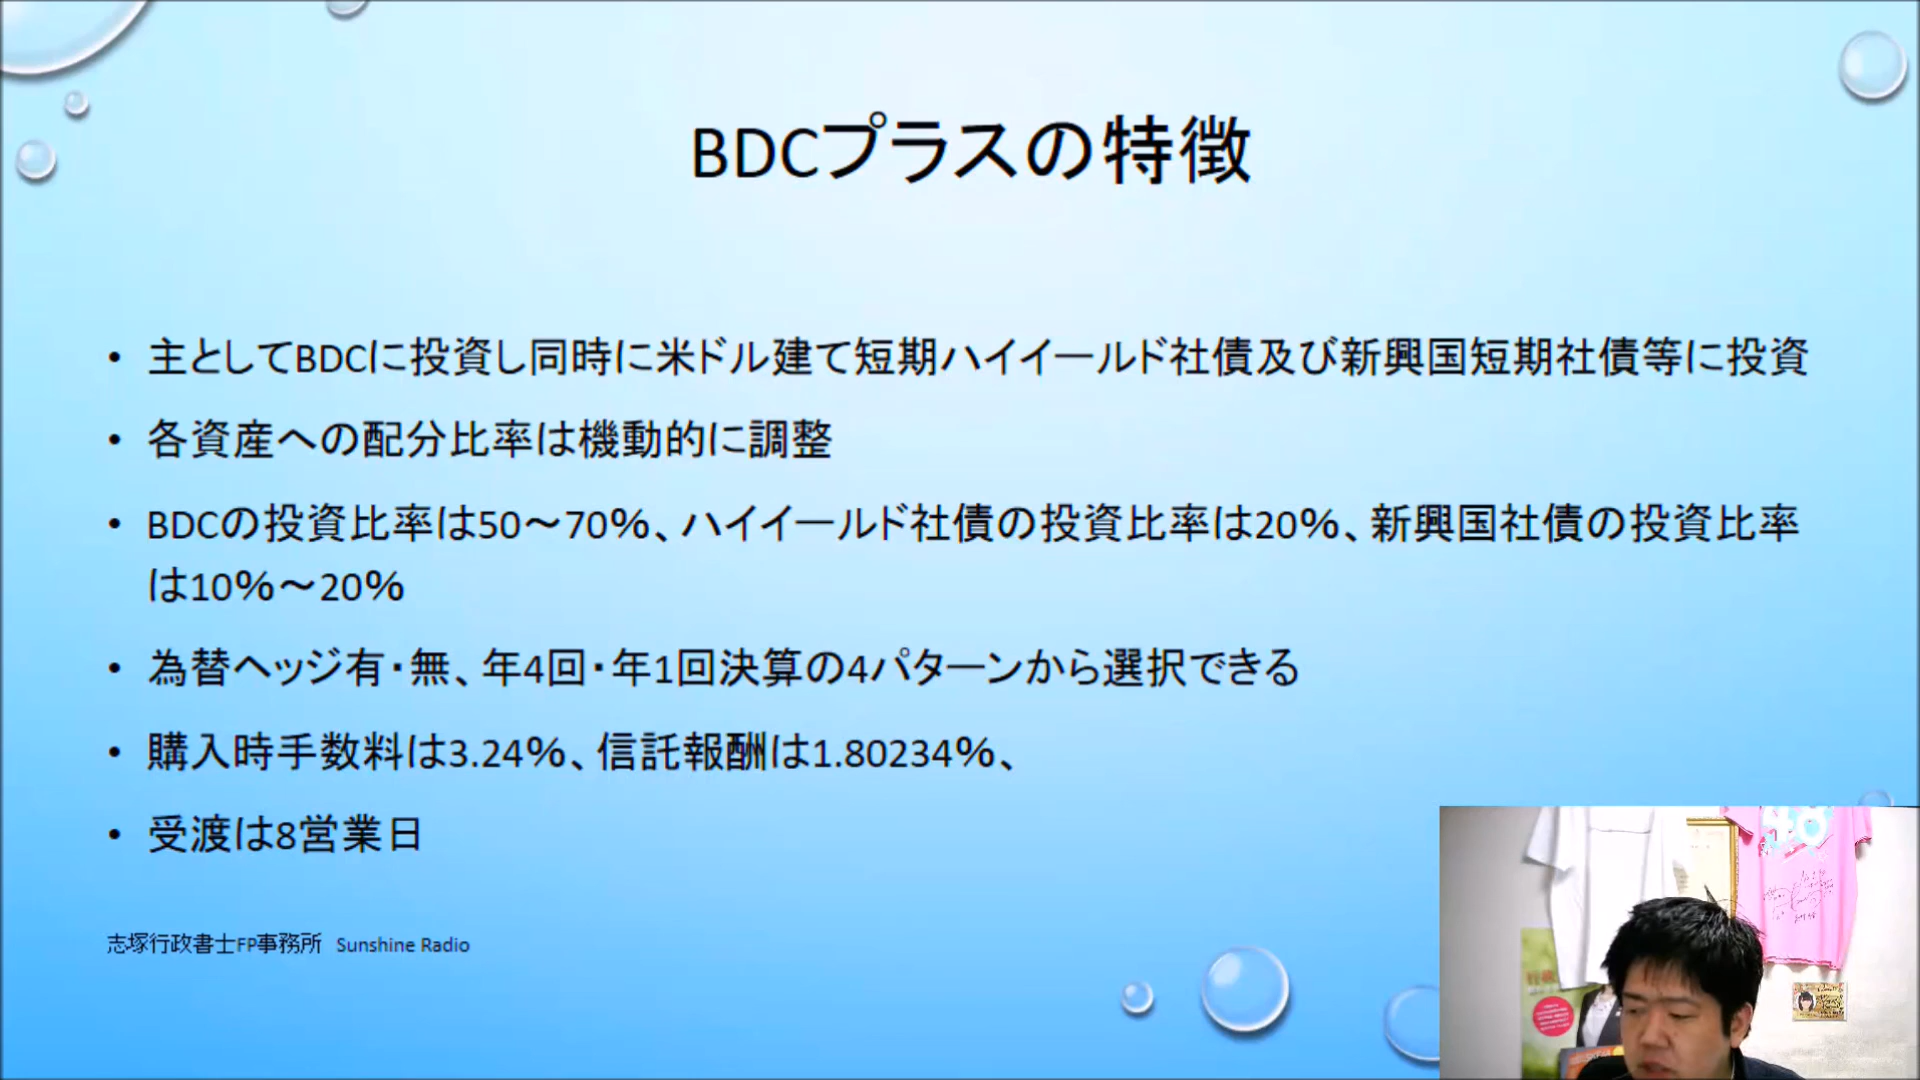 BDCプラスの特徴
• 主としてBDCに投資し同時に米ドル建て短期ハイイールド社債及び新興国短期社債等に投資
• 各資産への配分比率は機動的に調整
• BDCの投資比率は50～70％、ハイイールド社債の投資比率は20％、新興国社債の投資比率
は10％～20％
• 為替ヘッジ有・無、年4回・年1回決算の4パターンから選択できる
• 購入時手数料は3.24％、信託報酬は1.80234％、
• 受渡は8営業日
志塚行政書士FP事務所 Sunshine Radio
48